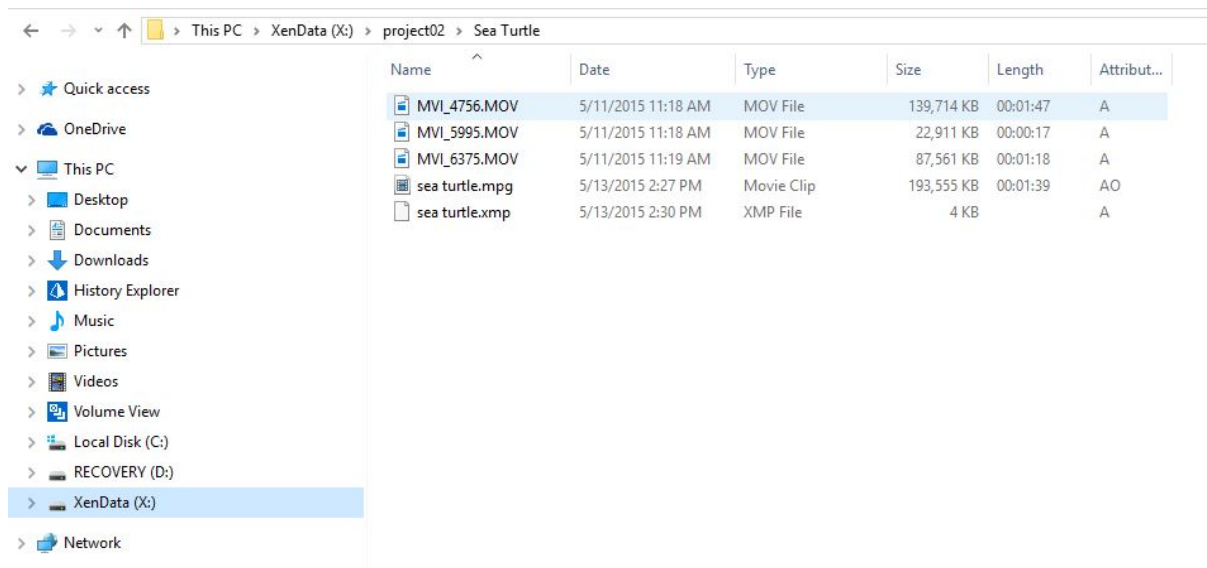 This PC > XenData (X:) > project02 > Sea Turtle
Quick access
OneDrive
This PC
Desktop
Documents
Downloads
History Explorer
Music
Pictures
Videos
Volume View
Local Disk (C:)
RECOVERY (D:)
XenData (X:)
Network
Name Date Type Size Length Attribut...
MVI_4756.MOV 5/11/2015 11:18 AM MOV File 139,714 KB 00:01:47 A
MVI_5995.MOV 5/11/2015 11:18 AM MOV File 22,911 KB 00:00:17 A
MVI_6375.MOV 5/11/2015 11:19 AM MOV File 87,561 KB 00:01:18 A
sea turtle.mpg 5/13/2015 2:27 PM Movie Clip 193,555 KB 00:01:39 AO
sea turtle.xmp 5/13/2015 2:30 PM XMP File 4 KB A